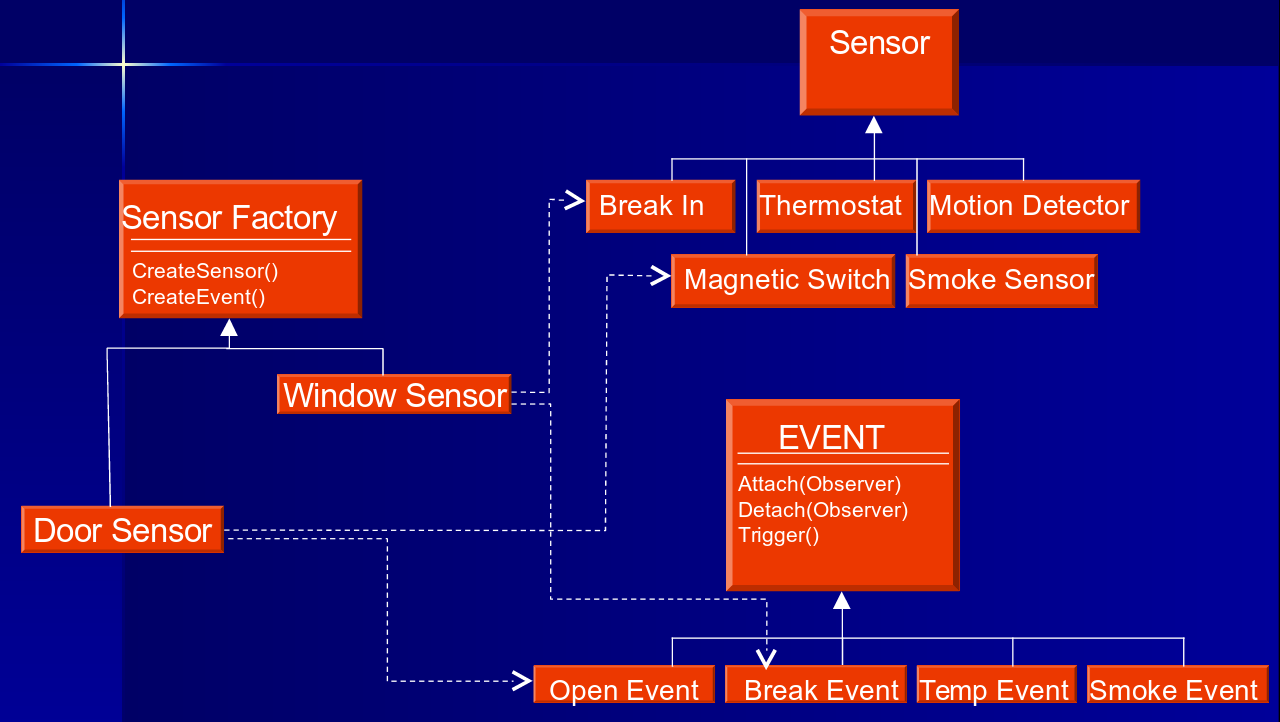 Sensor
Sensor Factory
CreateSensor()
CreateEvent()
Break In
Thermostat
Motion Detector
Magnetic Switch
Smoke Sensor
Window Sensor
Door Sensor
EVENT
Attach(Observer)
Detach(Observer)
Trigger()
Open Event
Break Event
Temp Event
Smoke Event